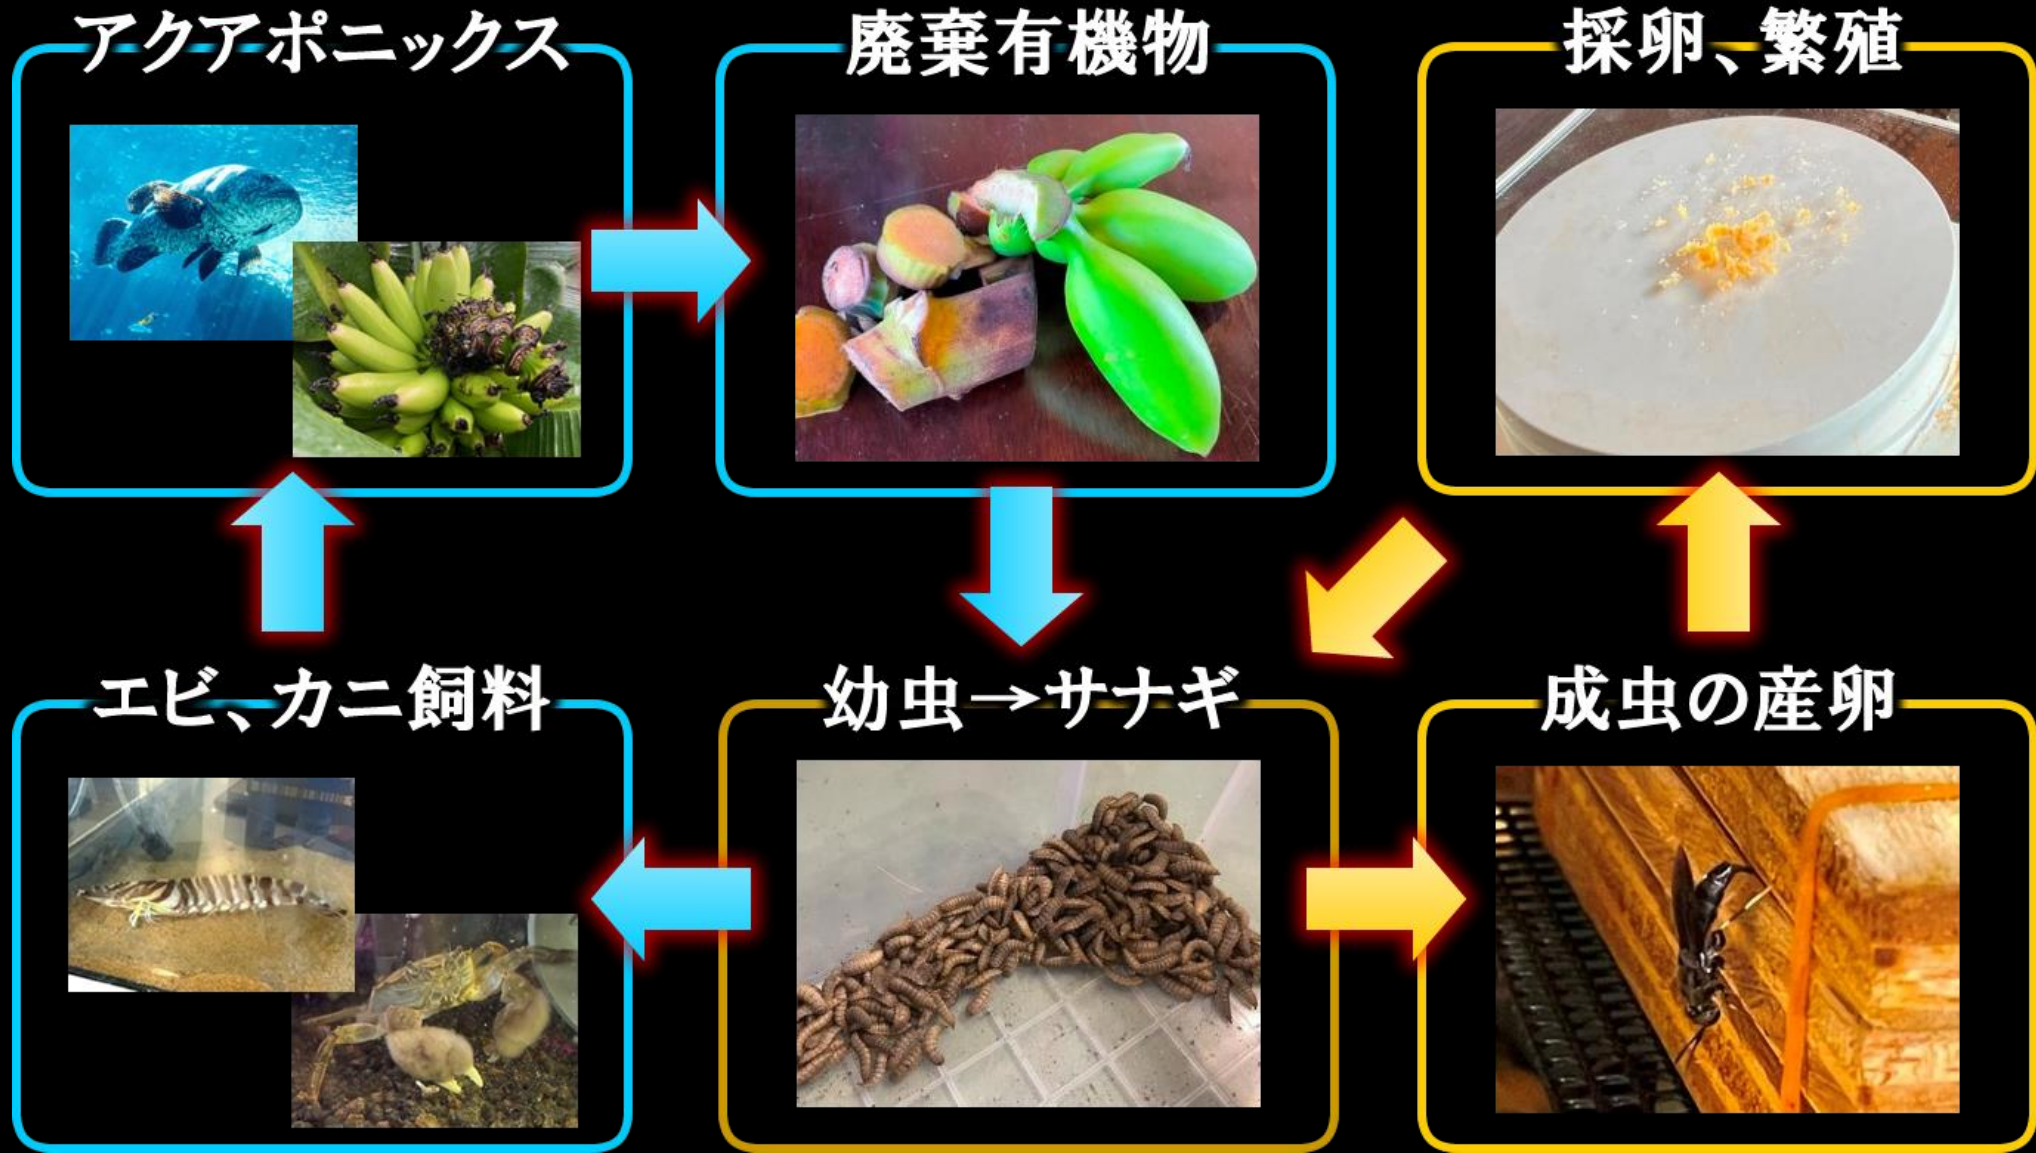 アクアポニックス
廃棄有機物
採卵、繁殖
エビ、カニ飼料
幼虫→サナギ
成虫の産卵